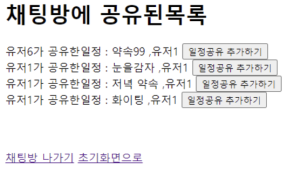 채팅방에 공유된목록
유저6가 공유한일정 : 약속99 ,유저1 일정공유 추가하기
유저1가 공유한일정 : 눈율감자 ,유저1 일정공유 추가하기
유저1가 공유한일정 : 저녁 약속 ,유저1 일정공유 추가하기
유저1가 공유한일정 : 화이팅 ,유저1 일정공유 추가하기
채팅방 나가기 초기화면으로